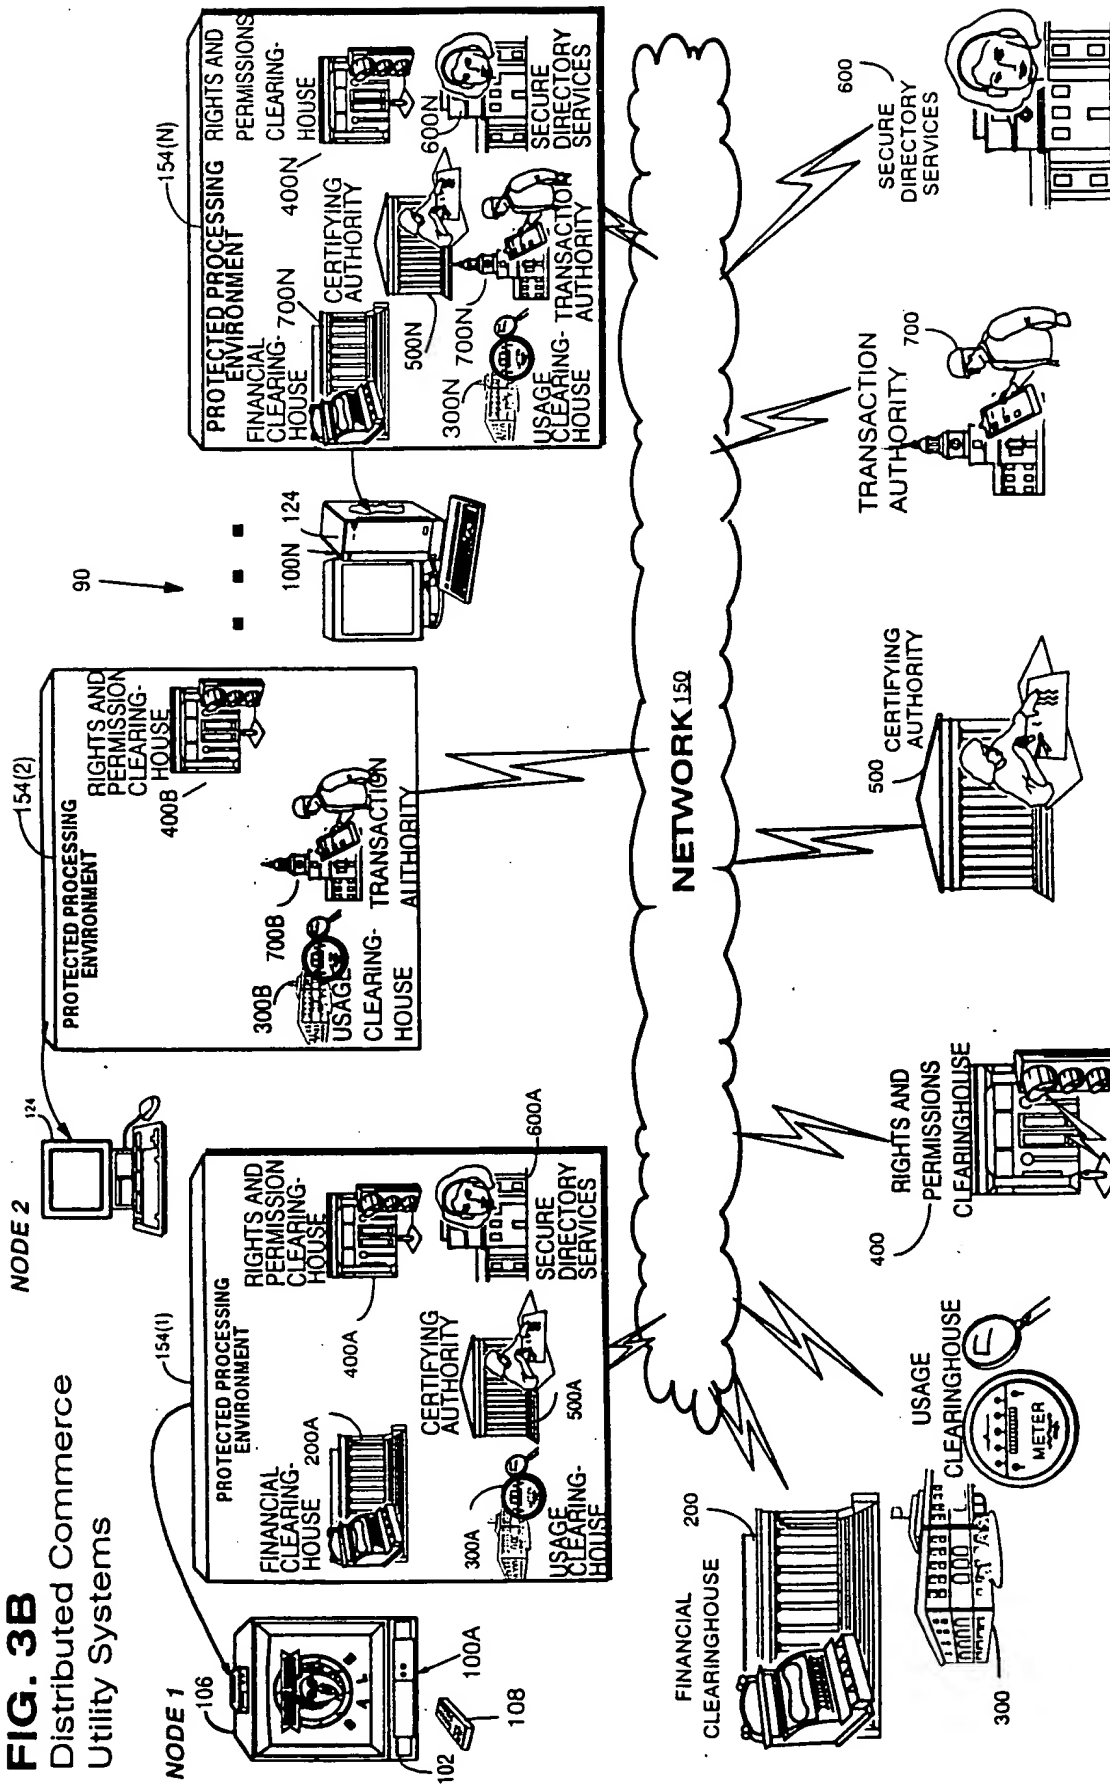 FIG. 3B
Distributed Commerce
Utility Systems
NODE 1
106
102
108
100A
154(1)
PROTECTED PROCESSING
ENVIRONMENT
FINANCIAL
CLEARING-
HOUSE
200A
RIGHTS AND
PERMISSION
CLEARING-
HOUSE
400A
CERTIFYING
AUTHORITY
500A
300A
USAGE
CLEARING-
HOUSE
SECURE
DIRECTORY
SERVICES
600A
NODE 2
124
154(2)
PROTECTED PROCESSING
ENVIRONMENT
RIGHTS AND
PERMISSION
CLEARING-
HOUSE
400B
300B
USAGE
CLEARING-
HOUSE
700B
TRANSACTION
AUTHORITY
90
100N
124
154(N)
PROTECTED PROCESSING
ENVIRONMENT
FINANCIAL
CLEARING-
HOUSE
700N
RIGHTS AND
PERMISSIONS
CLEARING-
HOUSE
400N
CERTIFYING
AUTHORITY
500N
600N
SECURE
DIRECTORY
SERVICES
300N
USAGE
CLEARING-
HOUSE
700N
TRANSACTION
AUTHORITY
NETWORK 150
FINANCIAL
CLEARINGHOUSE
200
300
USAGE
CLEARINGHOUSE
METER
400
RIGHTS AND
PERMISSIONS
CLEARINGHOUSE
500
CERTIFYING
AUTHORITY
TRANSACTION
AUTHORITY
700
600
SECURE
DIRECTORY
SERVICES